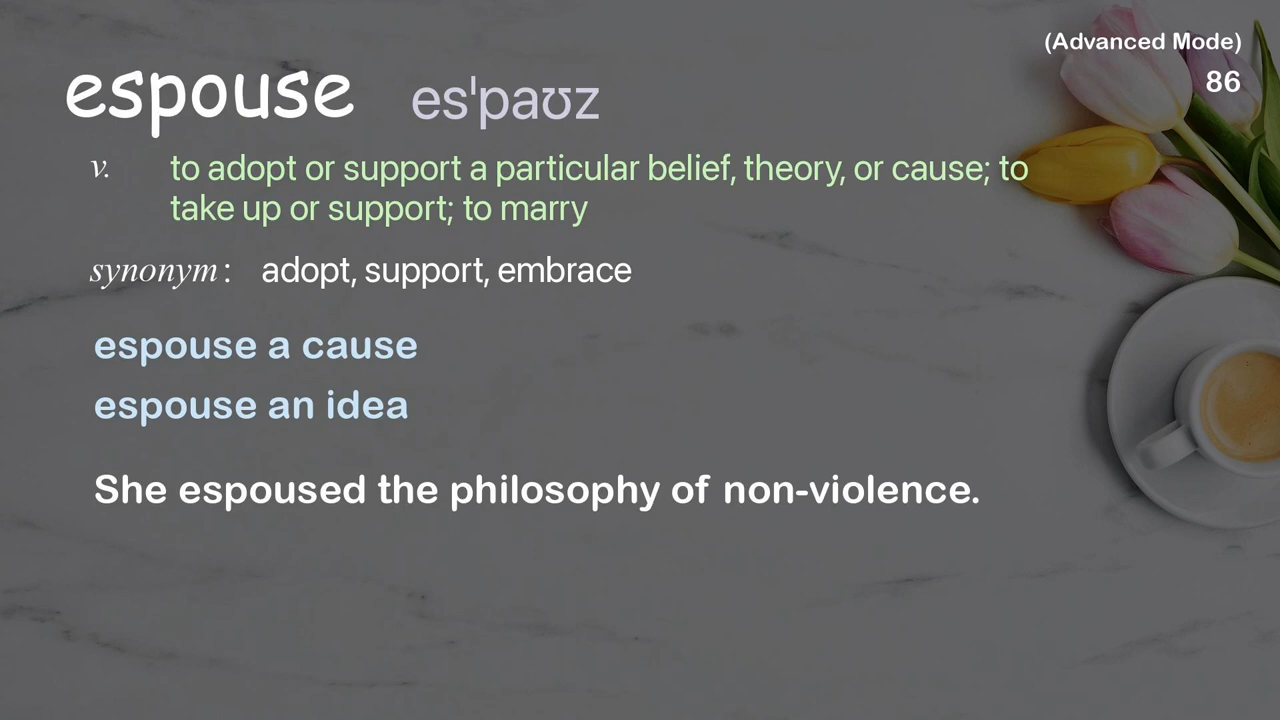 (Advanced Mode)
86
espouse es'paʊz
v. to adopt or support a particular belief, theory, or cause; to
take up or support; to marry
synonym: adopt, support, embrace
espouse a cause
espouse an idea
She espoused the philosophy of non-violence.